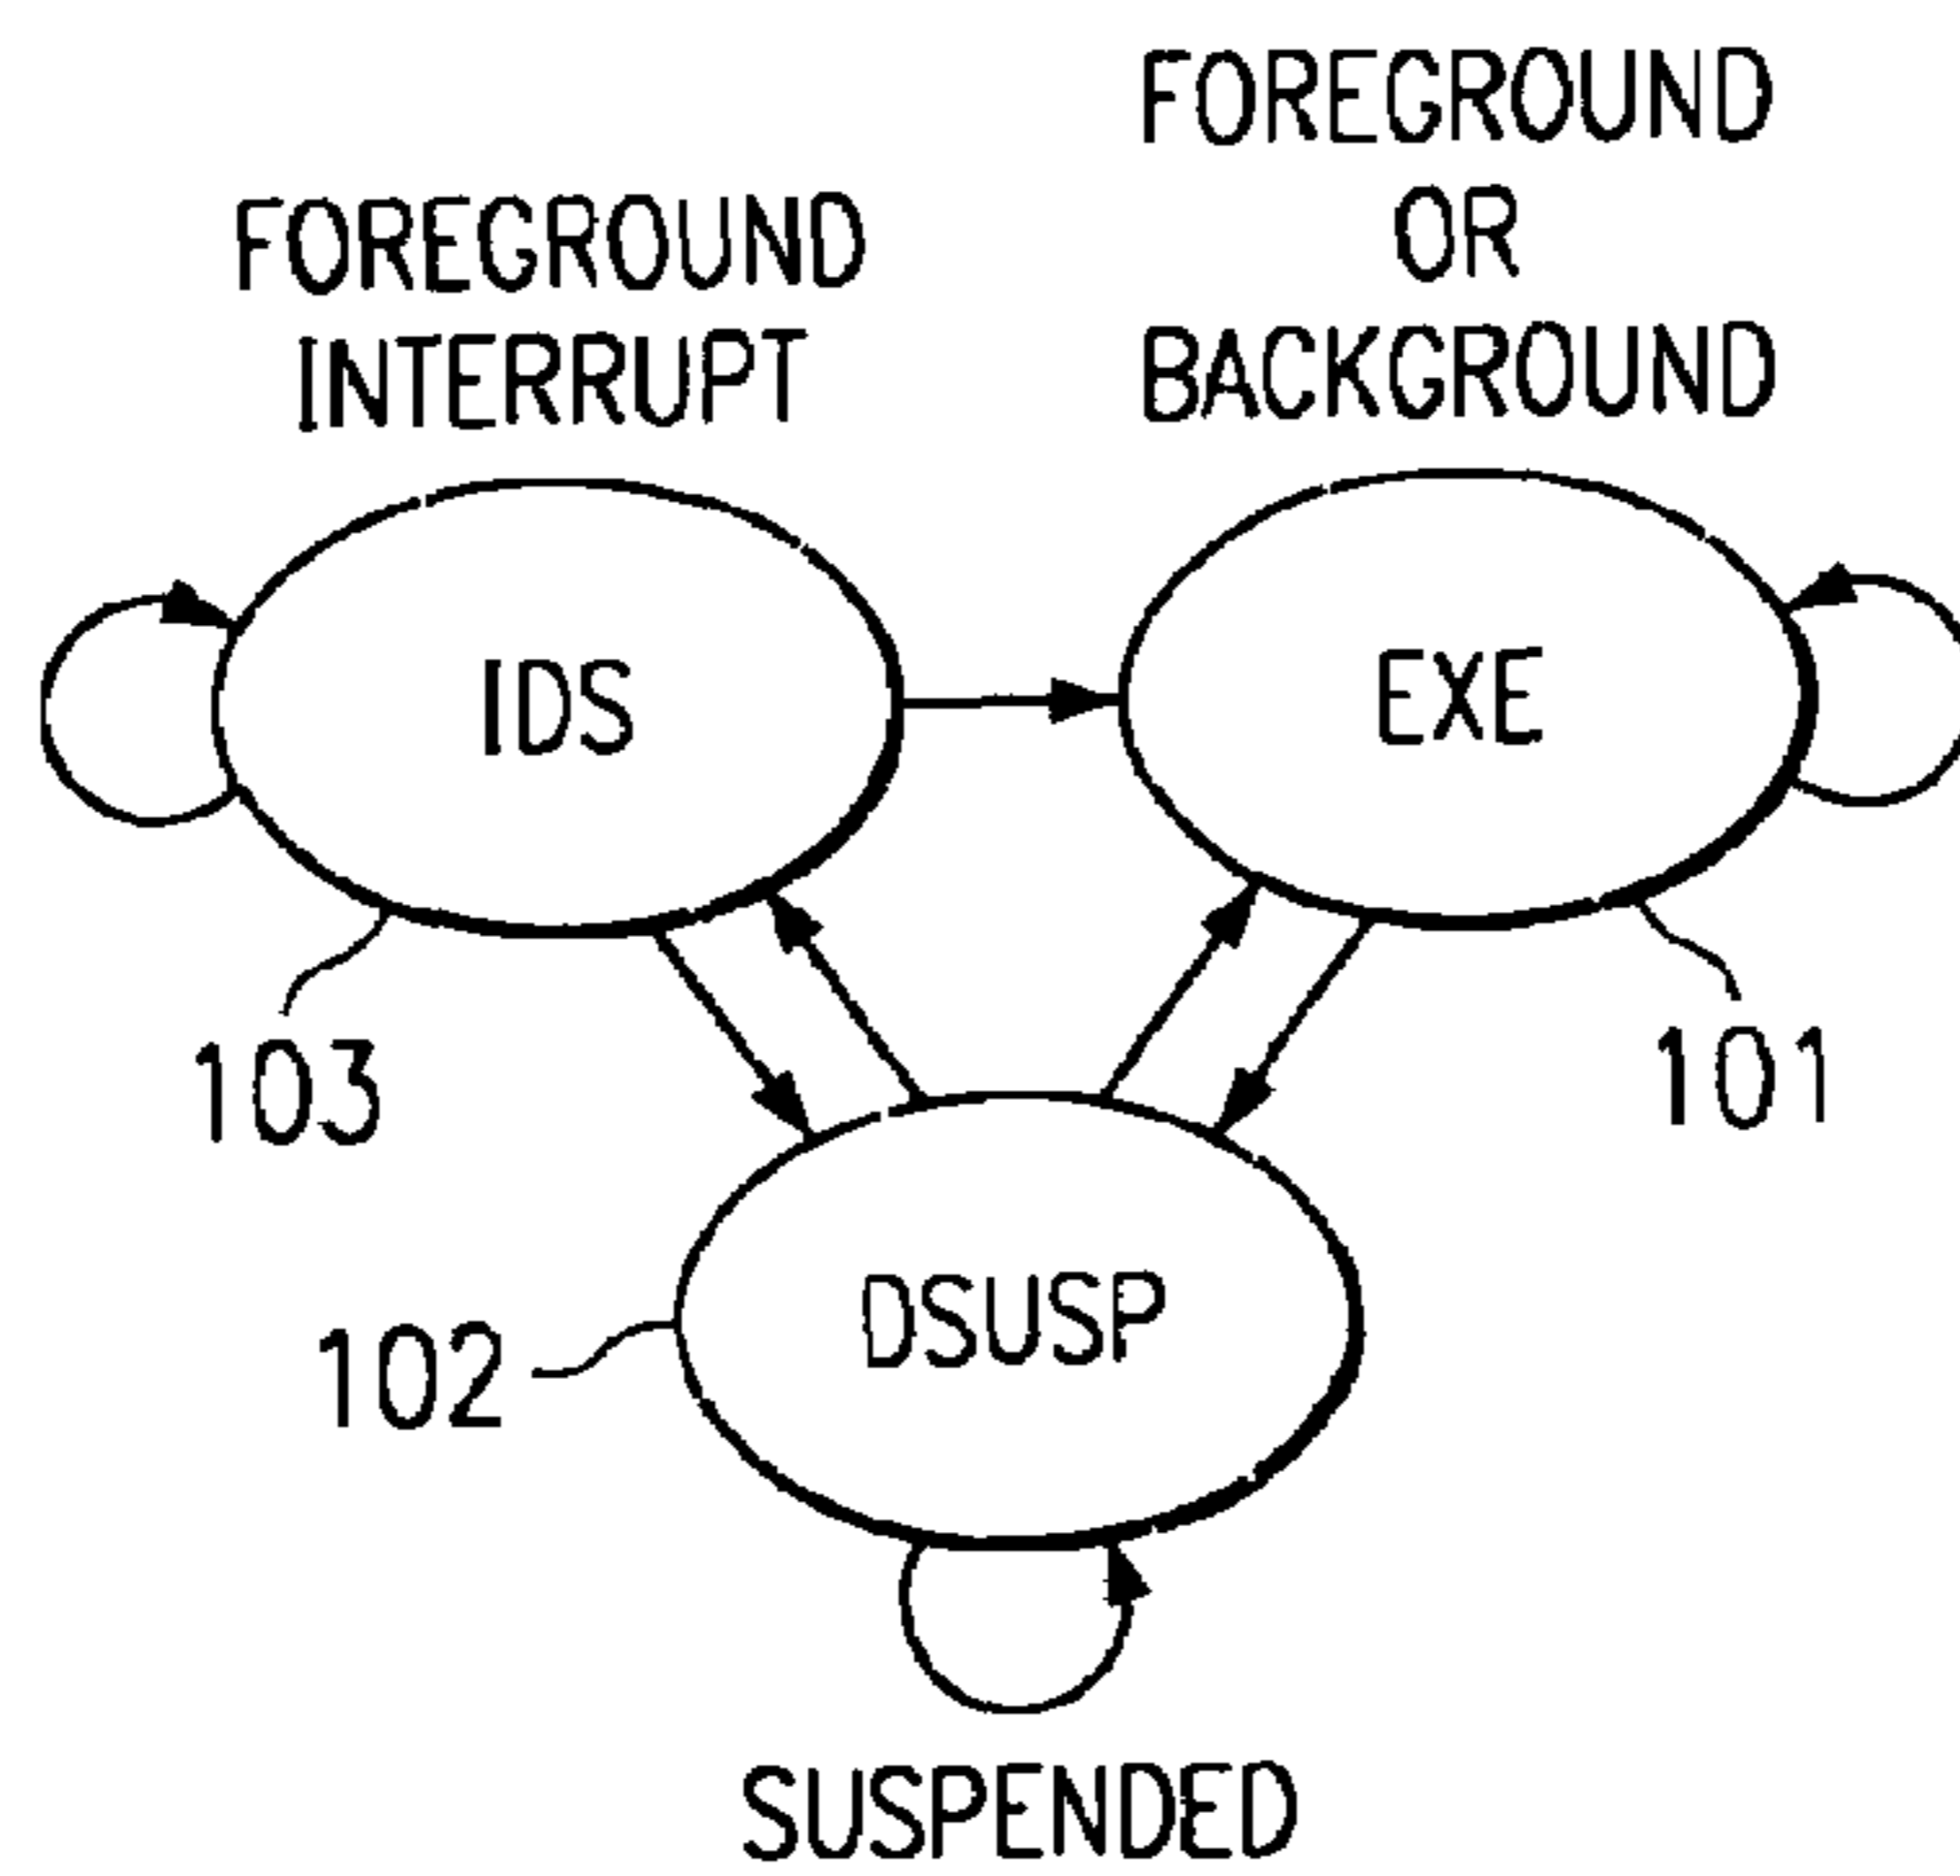 FOREGROUND
INTERRUPT
FOREGROUND
OR
BACKGROUND
IDS
EXE
103
101
DSUSP
102
SUSPENDED